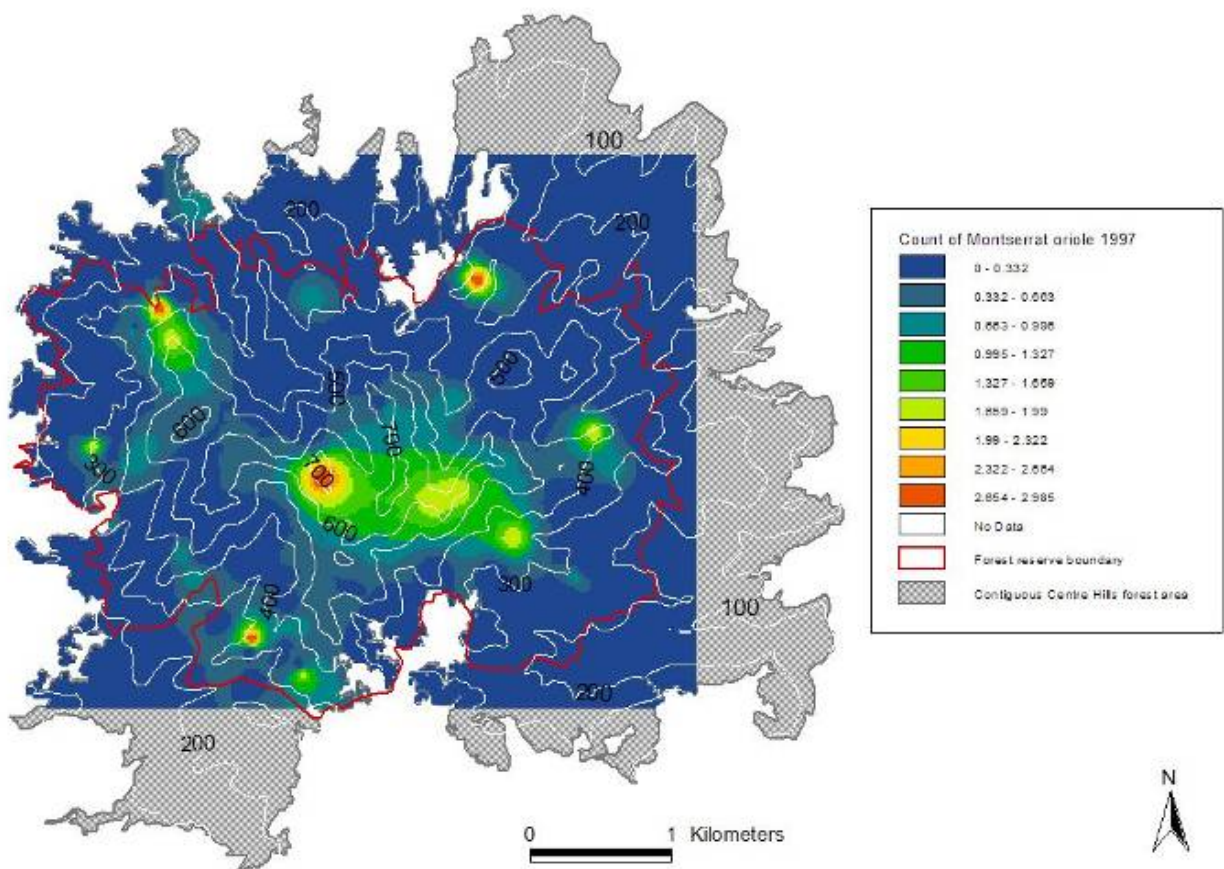 100
200
200
500
600
700
300
700
400
600
300
400
100
200
200
Count of Montserrat oriole 1997
0 - 0.332
0.332 - 0.663
0.663 - 0.995
0.995 - 1.327
1.327 - 1.659
1.659 - 1.99
1.99 - 2.322
2.322 - 2.654
2.654 - 2.985
No Data
Forest reserve boundary
Contiguous Centre Hills forest area
0 1 Kilometers
N